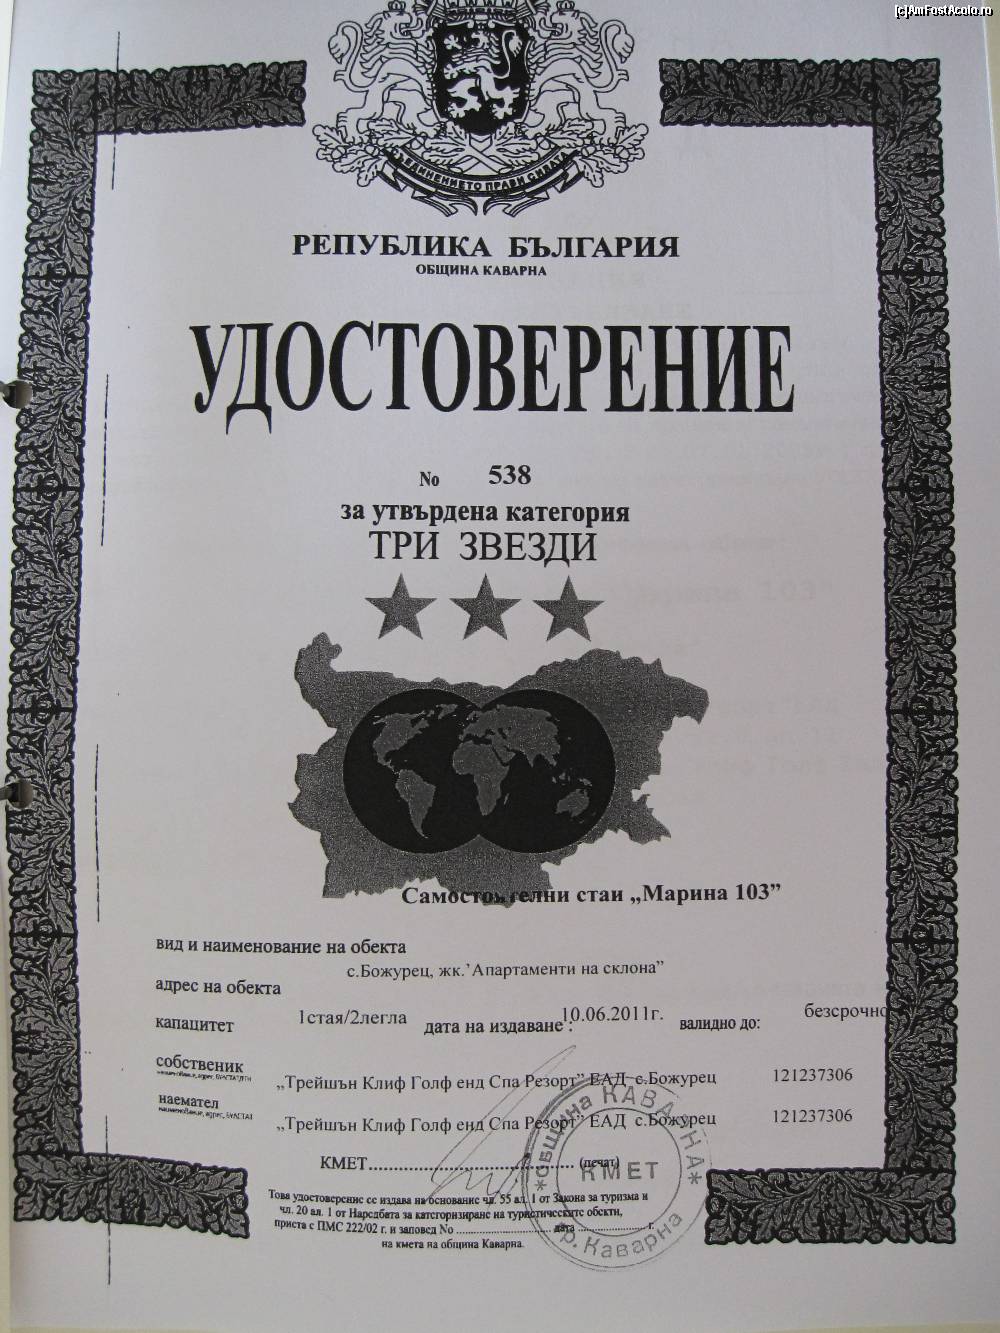 [c]AmFostAcolo.ro
СЪЕДИНЕНИЕТО ПРАВИ СИЛАТА
РЕПУБЛИКА БЪЛГАРИЯ
ОБЩИНА КАВАРНА
УДОСТОВЕРЕНИЕ
№ 538
за утвърдена категория
ТРИ ЗВЕЗДИ
Самостоятелни стаи „Марина 103”
вид и наименование на обекта
с.Божурец, жк.’Апартаменти на склона”
адрес на обекта
капацитет 1стая/2легла дата на издаване : 10.06.2011г. валидно до: безсрочно
собственик „Трейшън Клиф Голф енд Спа Резорт” ЕАД с.Божурец 121237306
наименование, адрес,
наемател „Трейшън Клиф Голф енд Спа Резорт” ЕАД с.Божурец 121237306
наименование, адрес, БУЛСТАТ
КМЕТ.................................................. (печат)
Това удостоверение се издава на основание чл. 55 ал. 1 от Закона за туризма и
чл. 20 ал. 1 от Наредбата за категоризиране на туристическите обекти,
приета с ПМС 222/02 г. и заповед No ................................ дата ........................ г.
на кмета на община Каварна.
ОБЩИНА КАВАРНА
КМЕТ
гр. Каварна